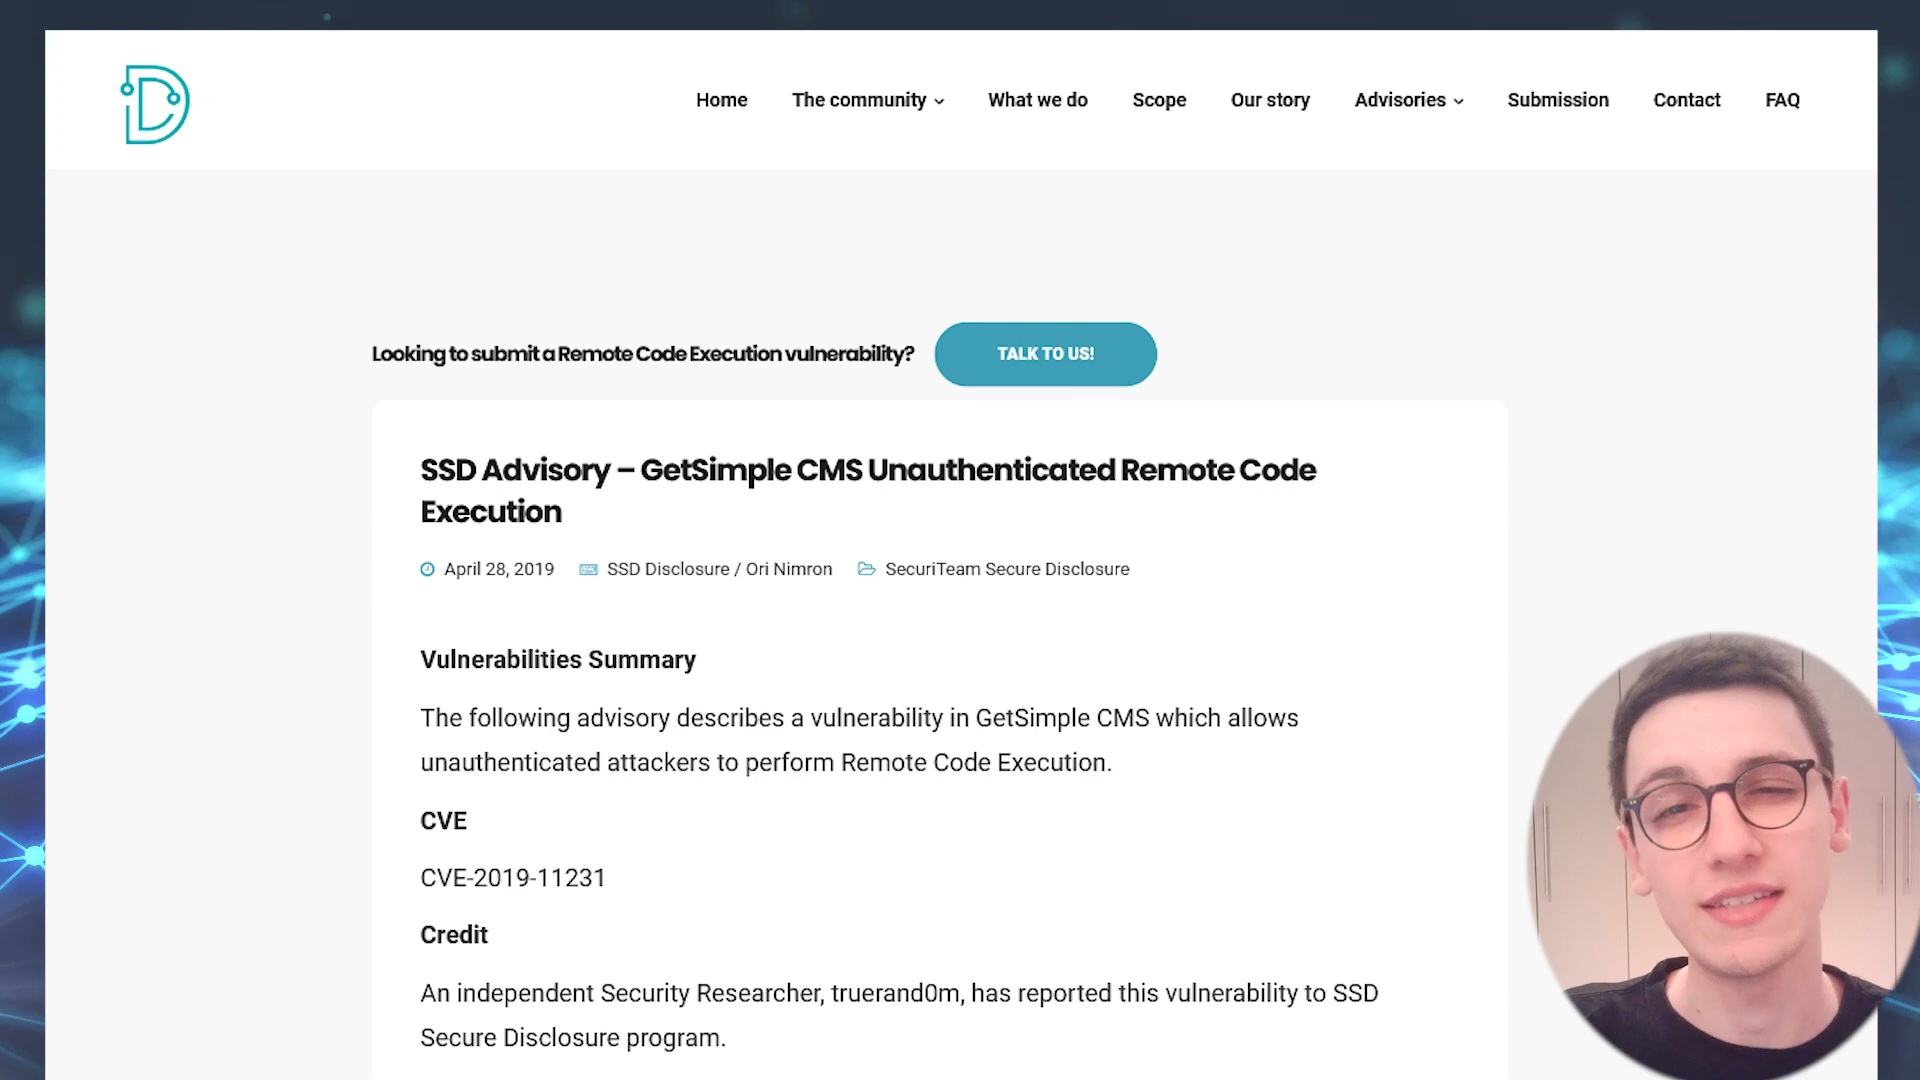 Home The community What we do Scope Our story Advisories Submission Contact FAQ
Looking to submit a Remote Code Execution vulnerability? TALK TO US!
SSD Advisory – GetSimple CMS Unauthenticated Remote Code
Execution
April 28, 2019 SSD Disclosure / Ori Nimron SecuriTeam Secure Disclosure
Vulnerabilities Summary
The following advisory describes a vulnerability in GetSimple CMS which allows
unauthenticated attackers to perform Remote Code Execution.
CVE
CVE-2019-11231
Credit
An independent Security Researcher, truerand0m, has reported this vulnerability to SSD
Secure Disclosure program.